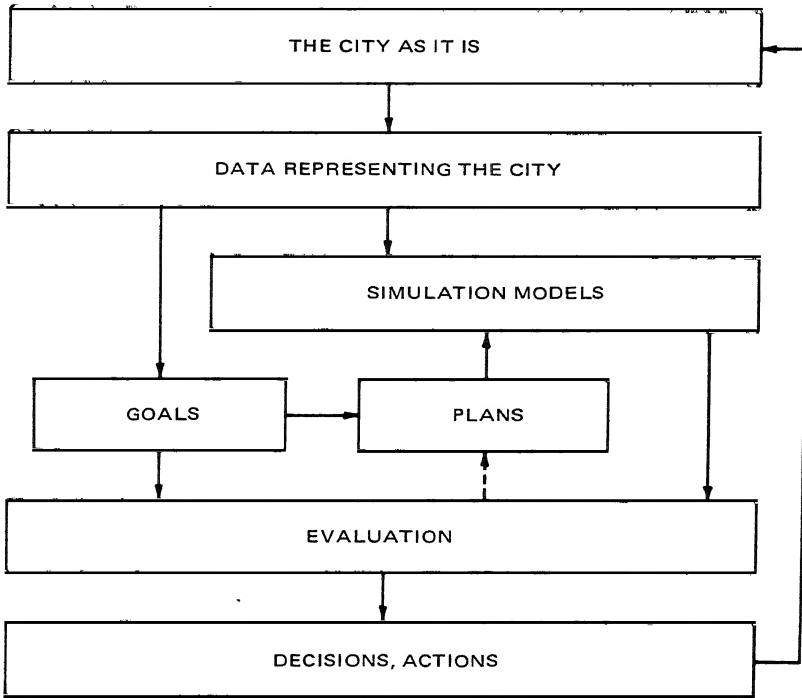 THE CITY AS IT IS
DATA REPRESENTING THE CITY
SIMULATION MODELS
GOALS
PLANS
EVALUATION
DECISIONS, ACTIONS